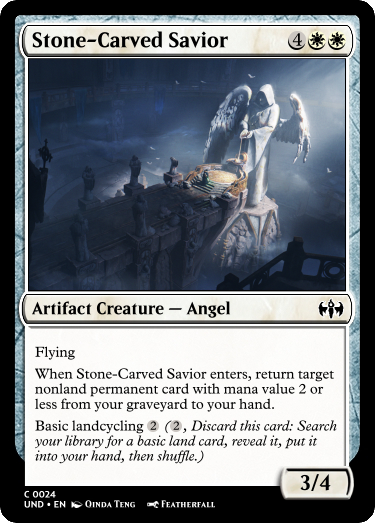 Stone-Carved Savior 4
Artifact Creature — Angel
Flying
When Stone-Carved Savior enters, return target
nonland permanent card with mana value 2 or
less from your graveyard to your hand.
Basic landcycling 2 (2, Discard this card: Search
your library for a basic land card, reveal it, put it
into your hand, then shuffle.)
3/4
C 0024
UND • EN Oinda Teng Featherfall